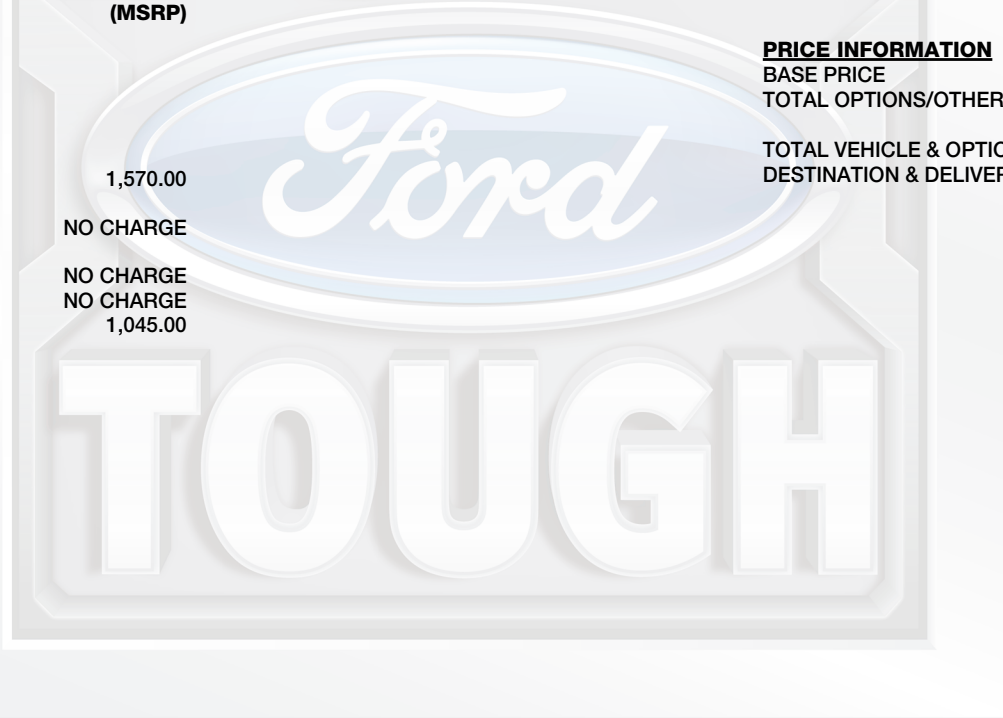 (MSRP)
1,570.00
NO CHARGE
NO CHARGE
NO CHARGE
1,045.00
PRICE INFORMATION
BASE PRICE
TOTAL OPTIONS/OTHER
TOTAL VEHICLE & OPTIO
DESTINATION & DELIVER
Ford
TOUGH